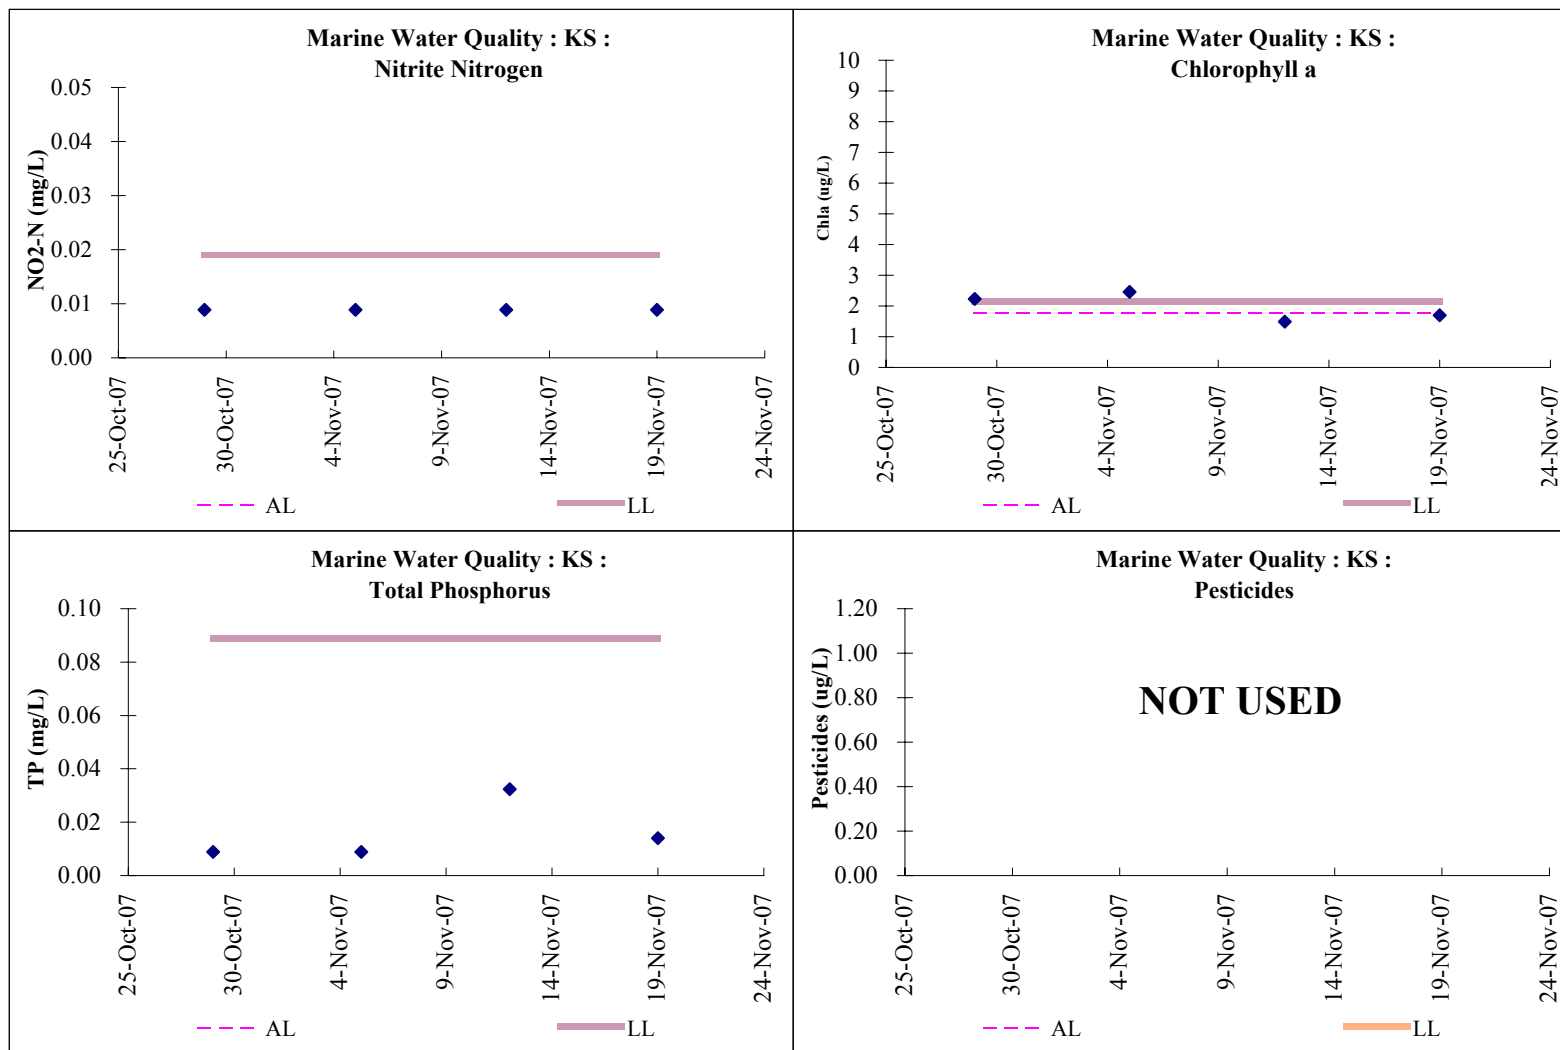 Marine Water Quality : KS :
Nitrite Nitrogen
NO2-N (mg/L)
0.05
0.04
0.03
0.02
0.01
0.00
25-Oct-07
30-Oct-07
4-Nov-07
9-Nov-07
14-Nov-07
19-Nov-07
24-Nov-07
AL
LL
Marine Water Quality : KS :
Chlorophyll a
Chla (ug/L)
10
9
8
7
6
5
4
3
2
1
0
25-Oct-07
30-Oct-07
4-Nov-07
9-Nov-07
14-Nov-07
19-Nov-07
24-Nov-07
AL
LL
Marine Water Quality : KS :
Total Phosphorus
TP (mg/L)
0.10
0.08
0.06
0.04
0.02
0.00
25-Oct-07
30-Oct-07
4-Nov-07
9-Nov-07
14-Nov-07
19-Nov-07
24-Nov-07
AL
LL
Marine Water Quality : KS :
Pesticides
Pesticides (ug/L)
1.20
1.00
0.80
0.60
0.40
0.20
0.00
NOT USED
25-Oct-07
30-Oct-07
4-Nov-07
9-Nov-07
14-Nov-07
19-Nov-07
24-Nov-07
AL
LL